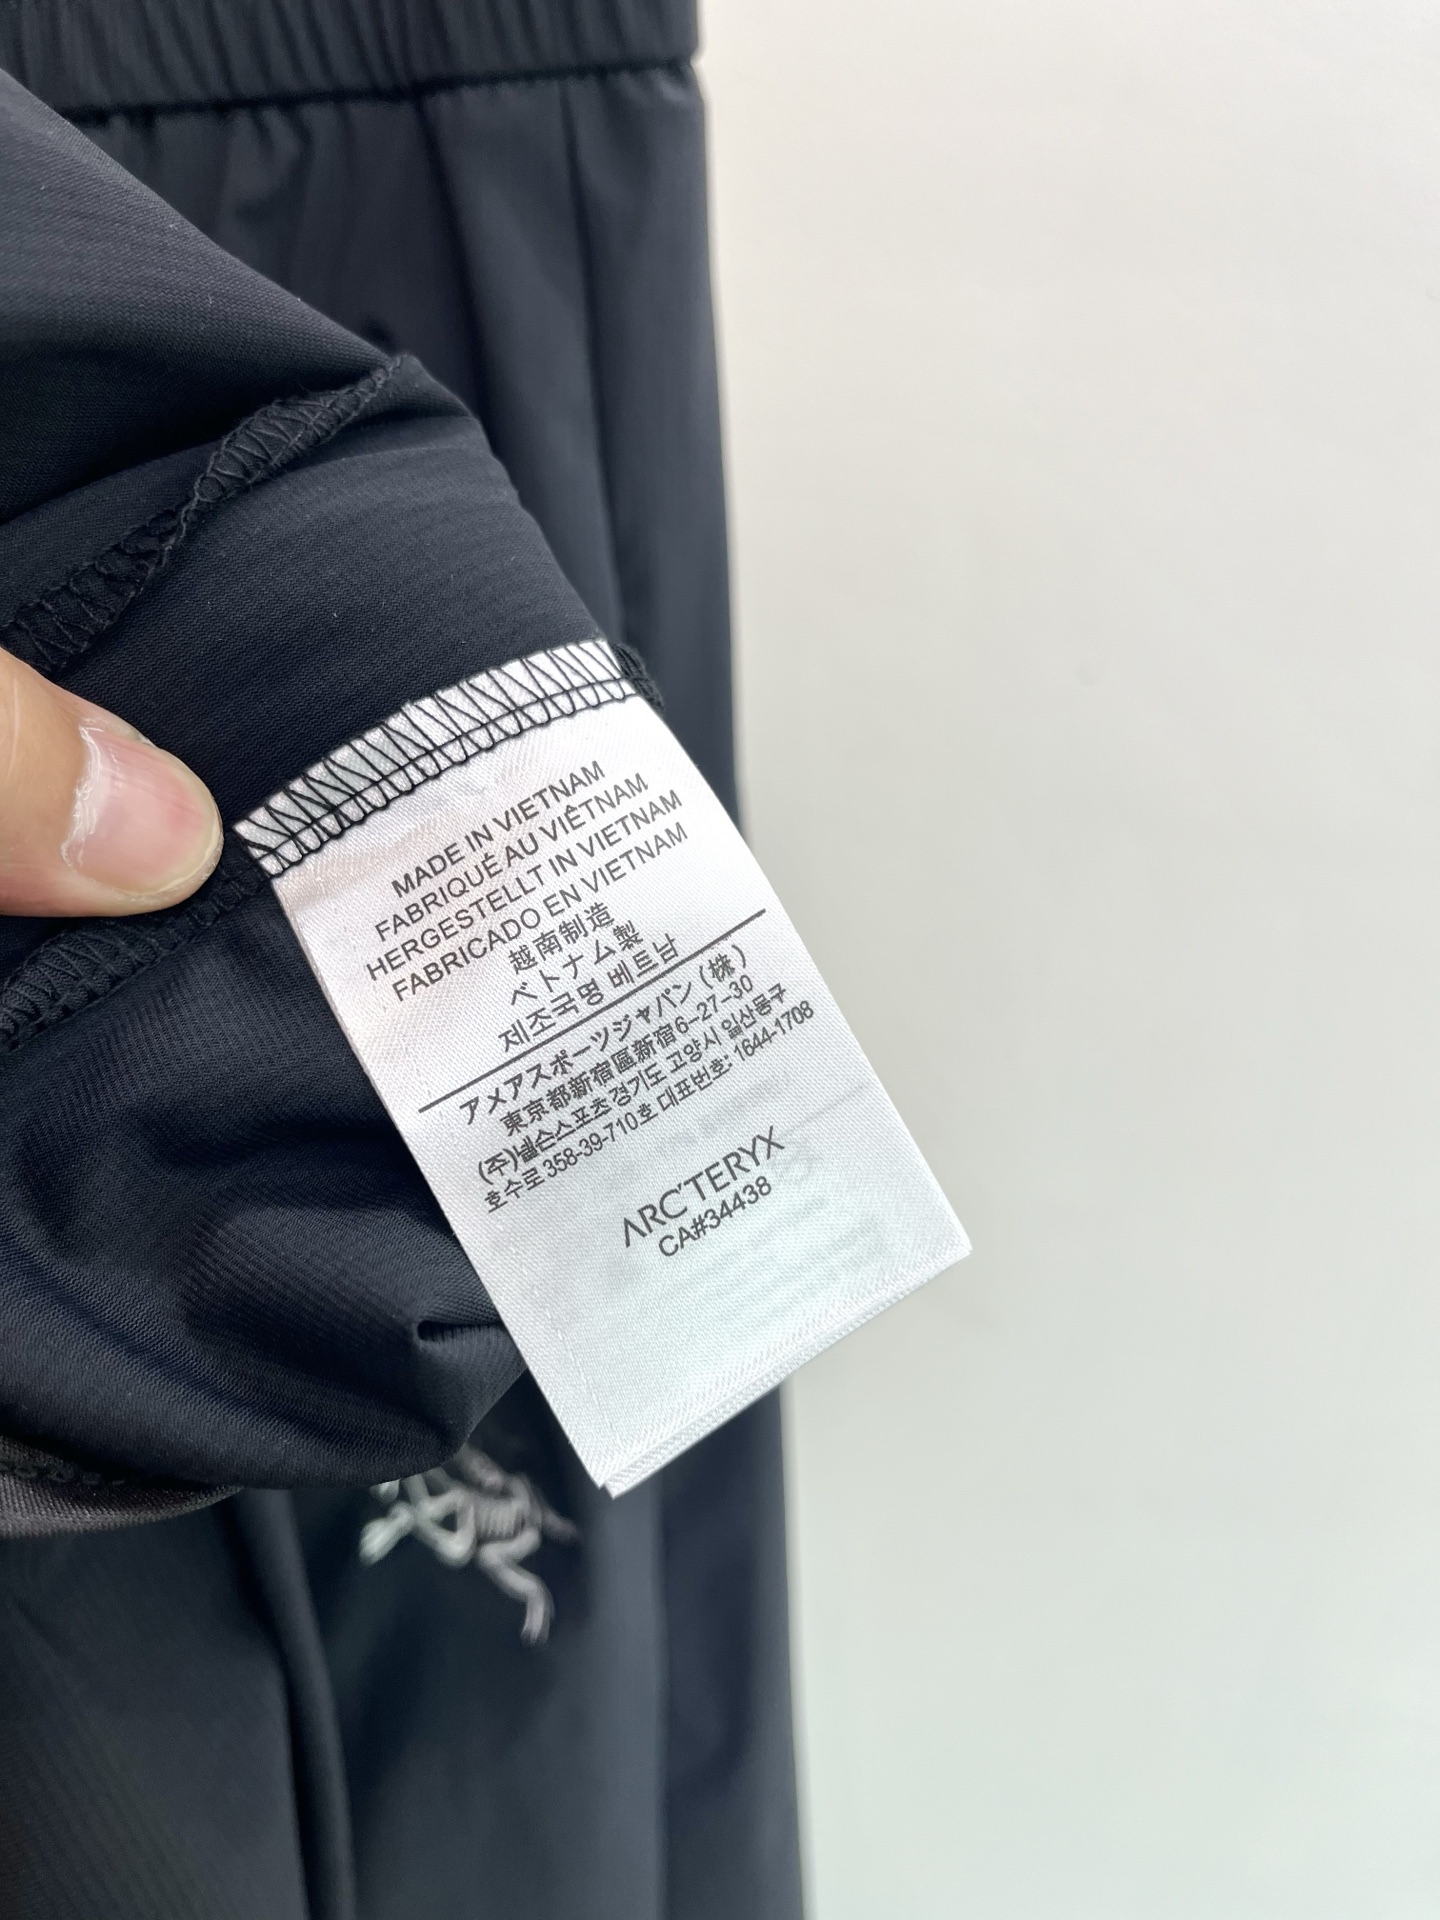 MADE IN VIETNAM
FABRIQUÉ AU VIÊTNAM
HERGESTELLT IN VIETNAM
FABRICADO EN VIETNAM
越南制造
ベトナム製
제조국명 베트남
アメアスポーツジャパン(株)
東京都新宿區新宿6-27-30
(주)넬슨스포츠경기도 고양시 일산동구
호수로 358-39-710호 대표번호: 1644-1708
ARC'TERYX
CA#34438